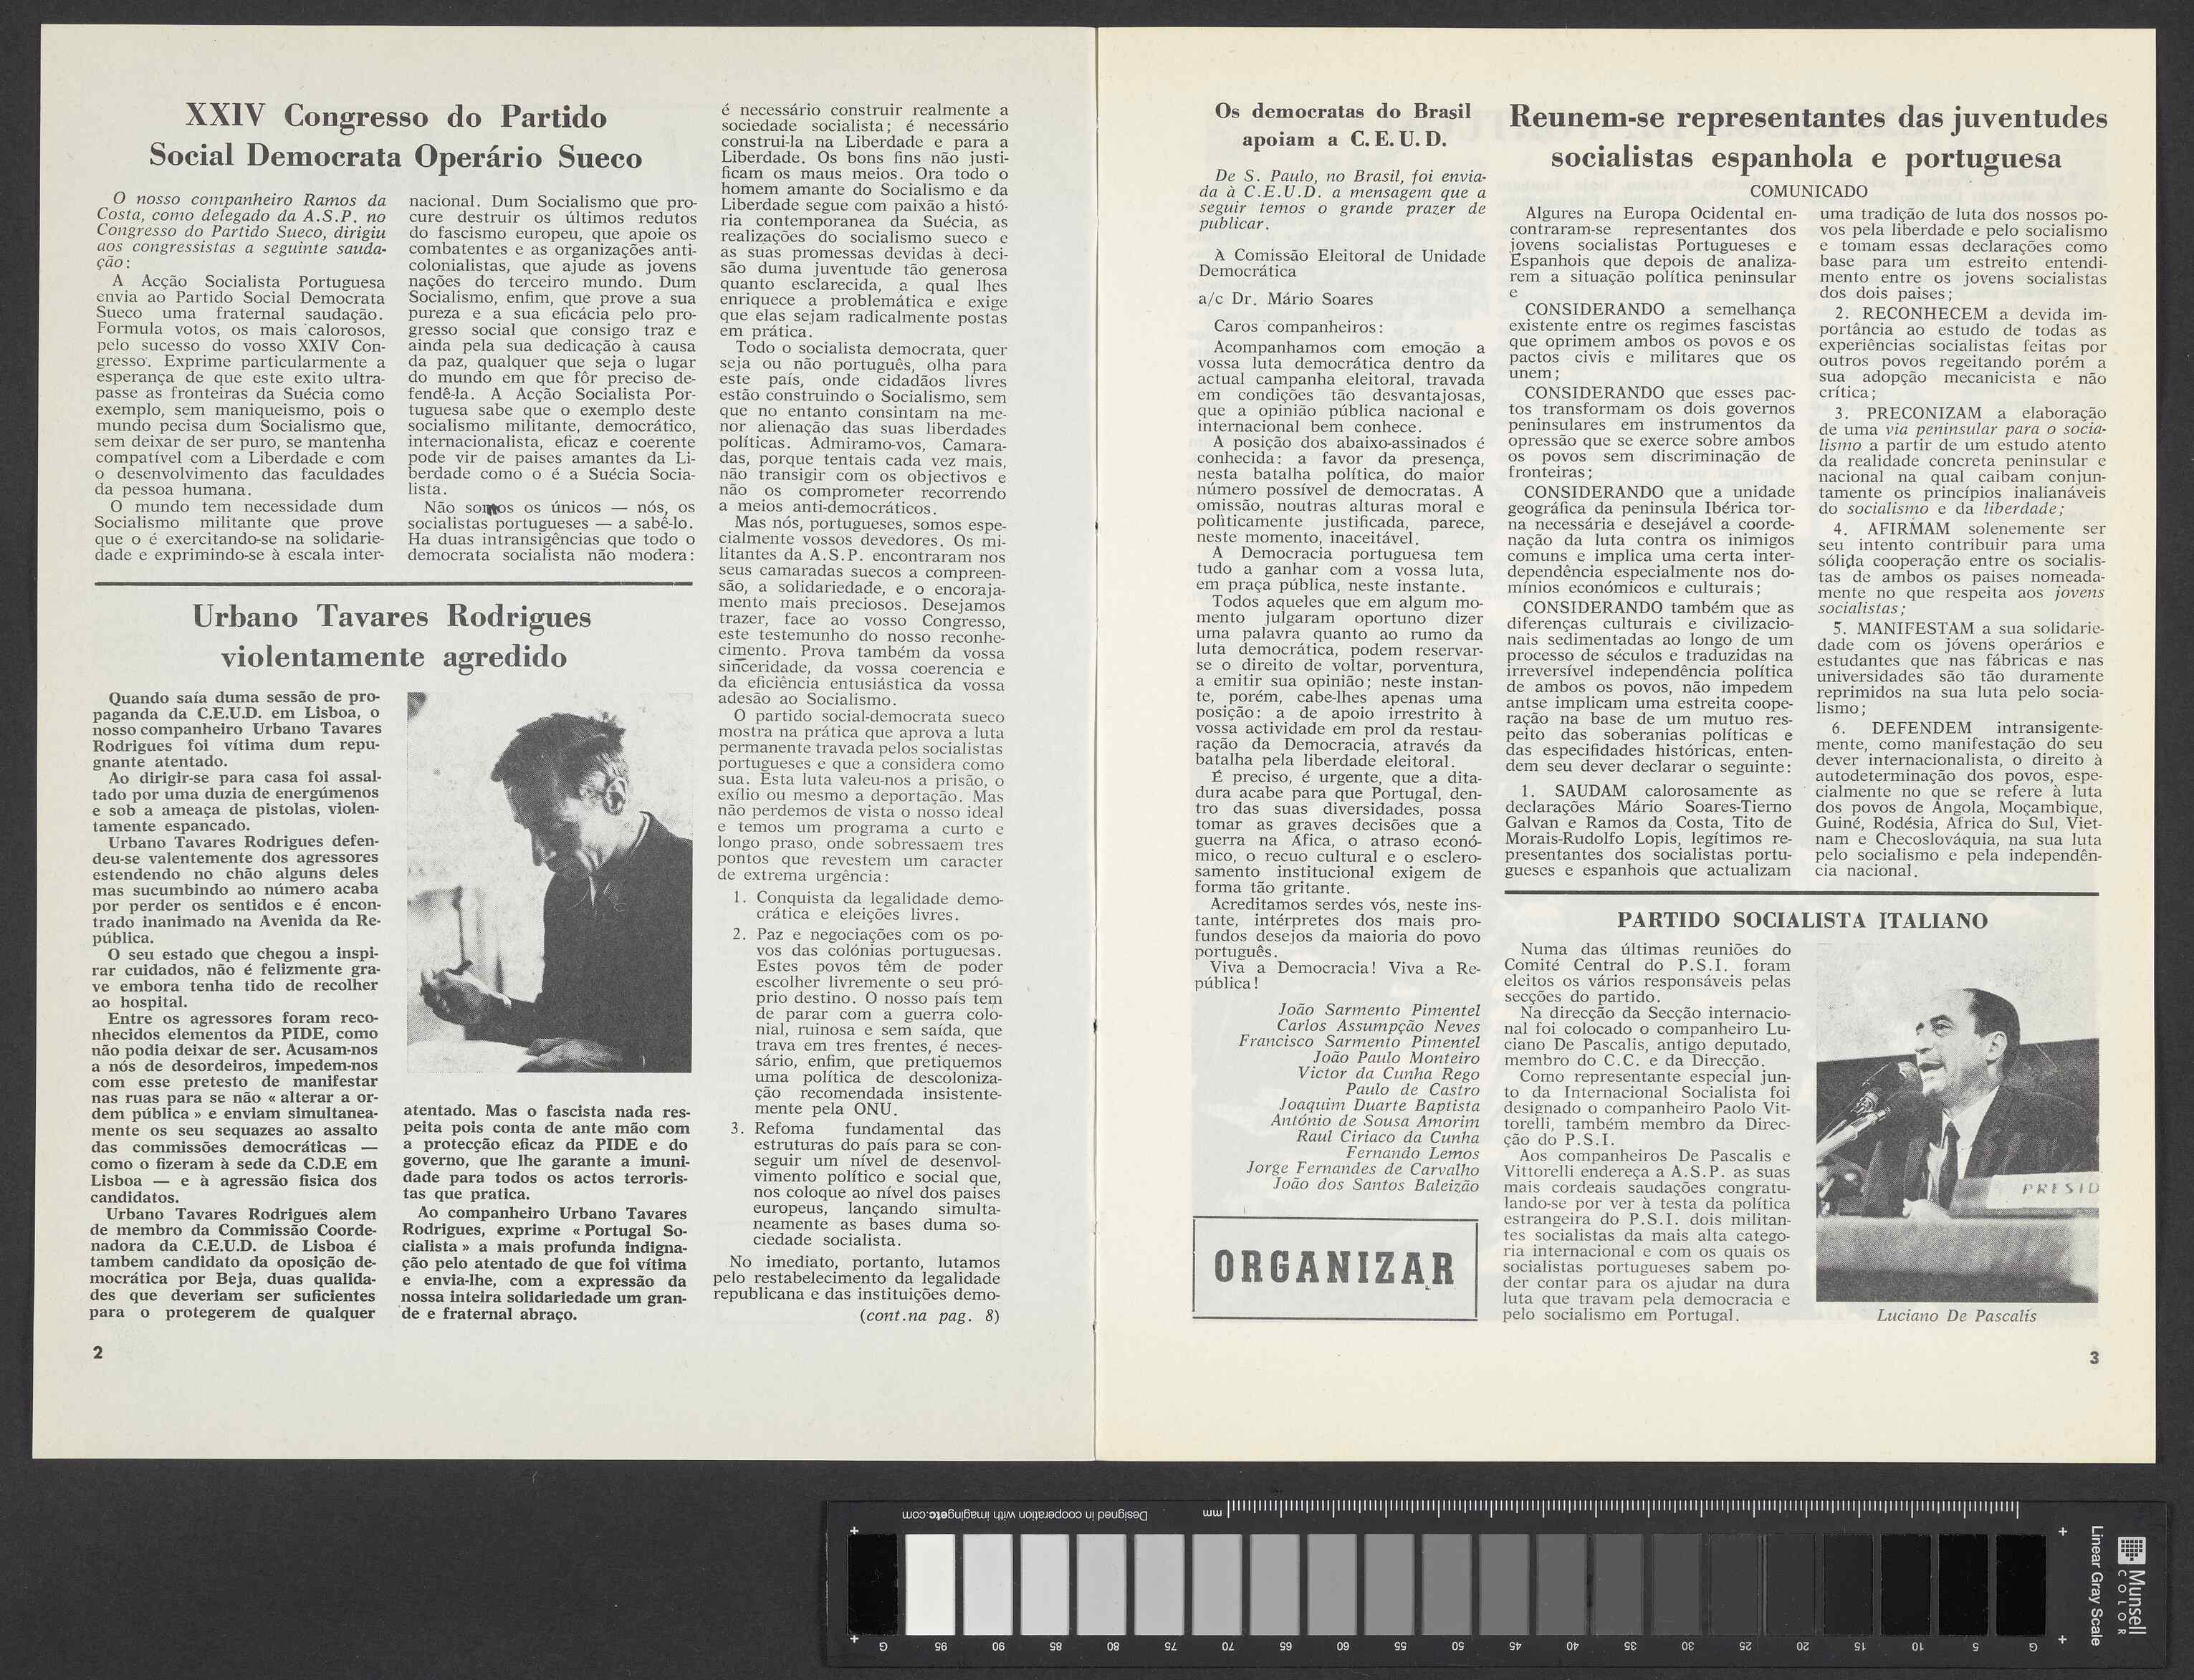 XXIV Congresso do Partido
Social Democrata Operário Sueco
O nosso companheiro Ramos da
Costa, como delegado da A.S.P. no
Congresso do Partido Sueco, dirigiu
aos congressistas a seguinte sauda-
ção :
A Acção Socialista Portuguesa
envia ao Partido Social Democrata
Sueco uma fraternal saudação.
Formula votos, os mais calorosos,
pelo sucesso do vosso XXIV Con-
gresso. Exprime particularmente a
esperança de que este exito ultra-
passe as fronteiras da Suécia como
exemplo, sem maniqueismo, pois o
mundo pecisa dum Socialismo que,
sem deixar de ser puro, se mantenha
compatível com a Liberdade e com
o desenvolvimento das faculdades
da pessoa humana.
O mundo tem necessidade dum
Socialismo militante que prove
que o é exercitando-se na solidarie-
dade e exprimindo-se à escala inter-
nacional. Dum Socialismo que pro-
cure destruir os últimos redutos
do fascismo europeu, que apoie os
combatentes e as organizações anti-
colonialistas, que ajude as jovens
nações do terceiro mundo. Dum
Socialismo, enfim, que prove a sua
pureza e a sua eficácia pelo pro-
gresso social que consigo traz e
ainda pela sua dedicação à causa
da paz, qualquer que seja o lugar
do mundo em que fôr preciso de-
fendê-la. A Acção Socialista Por-
tuguesa sabe que o exemplo deste
socialismo militante, democrático,
internacionalista, eficaz e coerente
pode vir de paises amantes da Li-
berdade como o é a Suécia Socia-
lista.
Não somos os únicos — nós, os
socialistas portugueses — a sabê-lo.
Ha duas intransigências que todo o
democrata socialista não modera :
é necessário construir realmente a
sociedade socialista; é necessário
construi-la na Liberdade e para a
Liberdade. Os bons fins não justi-
ficam os maus meios. Ora todo o
homem amante do Socialismo e da
Liberdade segue com paixão a histó-
ria contemporanea da Suécia, as
realizações do socialismo sueco e
as suas promessas devidas à deci-
são duma juventude tão generosa
quanto esclarecida, a qual lhes
enriquece a problemática e exige
que elas sejam radicalmente postas
em prática.
Todo o socialista democrata, quer
seja ou não português, olha para
este país, onde cidadãos livres
estão construindo o Socialismo, sem
que no entanto consintam na me-
nor alienação das suas liberdades
políticas. Admiramo-vos, Camara-
das, porque tentais cada vez mais,
não transigir com os objectivos e
não os comprometer recorrendo
a meios anti-democráticos.
Mas nós, portugueses, somos espe-
cialmente vossos devedores. Os mi-
litantes da A.S.P. encontraram nos
seus camaradas suecos a compreen-
são, a solidariedade, e o encoraja-
mento mais preciosos. Desejamos
trazer, face ao vosso Congresso,
este testemunho do nosso reconhe-
cimento. Prova também da vossa
sinceridade, da vossa coerencia e
da eficiência entusiástica da vossa
adesão ao Socialismo.
O partido social-democrata sueco
mostra na prática que aprova a luta
permanente travada pelos socialistas
portugueses e que a considera como
sua. Esta luta valeu-nos a prisão, o
exílio ou mesmo a deportação. Mas
não perdemos de vista o nosso ideal
e temos um programa a curto e
longo praso, onde sobressaem tres
pontos que revestem um caracter
de extrema urgência :
1. Conquista da legalidade demo-
crática e eleições livres.
2. Paz e negociações com os po-
vos das colónias portuguesas.
Estes povos têm de poder
escolher livremente o seu pró-
prio destino. O nosso país tem
de parar com a guerra colo-
nial, ruinosa e sem saída, que
trava em tres frentes, é neces-
sário, enfim, que pretiquemos
uma política de descoloniza-
ção recomendada insistente-
mente pela ONU.
3. Refoma fundamental das
estruturas do país para se con-
seguir um nível de desenvol-
vimento político e social que,
nos coloque ao nível dos paises
europeus, lançando simulta-
neamente as bases duma so-
ciedade socialista.
No imediato, portanto, lutamos
pelo restabelecimento da legalidade
republicana e das instituições demo-
(cont.na pag. 8)
Urbano Tavares Rodrigues
violentamente agredido
Quando saía duma sessão de pro-
paganda da C.E.U.D. em Lisboa, o
nosso companheiro Urbano Tavares
Rodrigues foi vítima dum repu-
gnante atentado.
Ao dirigir-se para casa foi assal-
tado por uma duzia de energúmenos
e sob a ameaça de pistolas, violen-
tamente espancado.
Urbano Tavares Rodrigues defen-
deu-se valentemente dos agressores
estendendo no chão alguns deles
mas sucumbindo ao número acaba
por perder os sentidos e é encon-
trado inanimado na Avenida da Re-
pública.
O seu estado que chegou a inspi-
rar cuidados, não é felizmente gra-
ve embora tenha tido de recolher
ao hospital.
Entre os agressores foram reco-
nhecidos elementos da PIDE, como
não podia deixar de ser. Acusam-nos
a nós de desordeiros, impedem-nos
com esse pretesto de manifestar
nas ruas para se não « alterar a or-
dem pública » e enviam simultanea-
mente os seu sequazes ao assalto
das commissões democráticas —
como o fizeram à sede da C.D.E em
Lisboa — e à agressão fisica dos
candidatos.
Urbano Tavares Rodrigues alem
de membro da Commissão Coorde-
nadora da C.E.U.D. de Lisboa é
tambem candidato da oposição de-
mocrática por Beja, duas qualida-
des que deveriam ser suficientes
para o protegerem de qualquer
atentado. Mas o fascista nada res-
peita pois conta de ante mão com
a protecção eficaz da PIDE e do
governo, que lhe garante a imuni-
dade para todos os actos terroris-
tas que pratica.
Ao companheiro Urbano Tavares
Rodrigues, exprime « Portugal So-
cialista » a mais profunda indigna-
ção pelo atentado de que foi vítima
e envia-lhe, com a expressão da
nossa inteira solidariedade um gran-
de e fraternal abraço.
2
Os democratas do Brasil
apoiam a C. E. U. D.
De S. Paulo, no Brasil, foi envia-
da à C.E.U.D. a mensagem que a
seguir temos o grande prazer de
publicar.
A Comissão Eleitoral de Unidade
Democrática
a/c Dr. Mário Soares
Caros companheiros :
Acompanhamos com emoção a
vossa luta democrática dentro da
actual campanha eleitoral, travada
em condições tão desvantajosas,
que a opinião pública nacional e
internacional bem conhece.
A posição dos abaixo-assinados é
conhecida : a favor da presença,
nesta batalha política, do maior
número possível de democratas. A
omissão, noutras alturas moral e
politicamente justificada, parece,
neste momento, inaceitável.
A Democracia portuguesa tem
tudo a ganhar com a vossa luta,
em praça pública, neste instante.
Todos aqueles que em algum mo-
mento julgaram oportuno dizer
uma palavra quanto ao rumo da
luta democrática, podem reservar-
se o direito de voltar, porventura,
a emitir sua opinião ; neste instan-
te, porém, cabe-lhes apenas uma
posição : a de apoio irrestrito à
vossa actividade em prol da restau-
ração da Democracia, através da
batalha pela liberdade eleitoral.
É preciso, é urgente, que a dita-
dura acabe para que Portugal, den-
tro das suas diversidades, possa
tomar as graves decisões que a
guerra na Áfica, o atraso econó-
mico, o recuo cultural e o esclero-
samento institucional exigem de
forma tão gritante.
Acreditamos serdes vós, neste ins-
tante, intérpretes dos mais pro-
fundos desejos da maioria do povo
português.
Viva a Democracia ! Viva a Re-
pública !
João Sarmento Pimentel
Carlos Assumpção Neves
Francisco Sarmento Pimentel
João Paulo Monteiro
Victor da Cunha Rego
Paulo de Castro
Joaquim Duarte Baptista
António de Sousa Amorim
Raul Ciriaco da Cunha
Fernando Lemos
Jorge Fernandes de Carvalho
João dos Santos Baleizão
ORGANIZAR
Reunem-se representantes das juventudes
socialistas espanhola e portuguesa
COMUNICADO
Algures na Europa Ocidental en-
contraram-se representantes dos
jovens socialistas Portugueses e
Espanhois que depois de analiza-
rem a situação política peninsular
e
CONSIDERANDO a semelhança
existente entre os regimes fascistas
que oprimem ambos os povos e os
pactos civis e militares que os
unem ;
CONSIDERANDO que esses pac-
tos transformam os dois governos
peninsulares em instrumentos da
opressão que se exerce sobre ambos
os povos sem discriminação de
fronteiras ;
CONSIDERANDO que a unidade
geográfica da peninsula Ibérica tor-
na necessária e desejável a coorde-
nação da luta contra os inimigos
comuns e implica uma certa inter-
dependência especialmente nos do-
mínios económicos e culturais ;
CONSIDERANDO também que as
diferenças culturais e civilizacio-
nais sedimentadas ao longo de um
processo de séculos e traduzidas na
irreversível independência política
de ambos os povos, não impedem
antse implicam uma estreita coope-
ração na base de um mutuo res-
peito das soberanias políticas e
das especifidades históricas, enten-
dem seu dever declarar o seguinte :
1. SAUDAM calorosamente as
declarações Mário Soares-Tierno
Galvan e Ramos da Costa, Tito de
Morais-Rudolfo Lopis, legítimos re-
presentantes dos socialistas portu-
gueses e espanhois que actualizam
uma tradição de luta dos nossos po-
vos pela liberdade e pelo socialismo
e tomam essas declarações como
base para um estreito entendi-
mento entre os jovens socialistas
dos dois paises ;
2. RECONHECEM a devida im-
portância ao estudo de todas as
experiências socialistas feitas por
outros povos regeitando porém a
sua adopção mecanicista e não
crítica ;
3. PRECONIZAM a elaboração
de uma via peninsular para o socia-
lismo a partir de um estudo atento
da realidade concreta peninsular e
nacional na qual caibam conjun-
tamente os princípios inalianáveis
do socialismo e da liberdade ;
4. AFIRMAM solenemente ser
seu intento contribuir para uma
sólida cooperação entre os socialis-
tas de ambos os paises nomeada-
mente no que respeita aos jovens
socialistas ;
5. MANIFESTAM a sua solidarie-
dade com os jóvens operários e
estudantes que nas fábricas e nas
universidades são tão duramente
reprimidos na sua luta pelo socia-
lismo ;
6. DEFENDEM intransigente-
mente, como manifestação do seu
dever internacionalista, o direito à
autodeterminação dos povos, espe-
cialmente no que se refere à luta
dos povos de Angola, Moçambique,
Guiné, Rodésia, Africa do Sul, Viet-
nam e Checoslováquia, na sua luta
pelo socialismo e pela independên-
cia nacional.
PARTIDO SOCIALISTA ITALIANO
Numa das últimas reuniões do
Comité Central do P.S.I. foram
eleitos os vários responsáveis pelas
secções do partido.
Na direcção da Secção internacio-
nal foi colocado o companheiro Lu-
ciano De Pascalis, antigo deputado,
membro do C.C. e da Direcção.
Como representante especial jun-
to da Internacional Socialista foi
designado o companheiro Paolo Vit-
torelli, também membro da Direc-
ção do P.S.I.
Aos companheiros De Pascalis e
Vittorelli endereça a A.S.P. as suas
mais cordeais saudações congratu-
lando-se por ver à testa da política
estrangeira do P.S.I. dois militan-
tes socialistas da mais alta catego-
ria internacional e com os quais os
socialistas portugueses sabem po-
der contar para os ajudar na dura
luta que travam pela democracia e
pelo socialismo em Portugal.
PRESID
Luciano De Pascalis
3
Designed in cooperation with imagingetc.com
mm
G 95 90 85 80 75 70 65 60 55 50 45 40 35 30 25 20 15 10 5 G
Munsell
COLOR
Linear Gray Scale